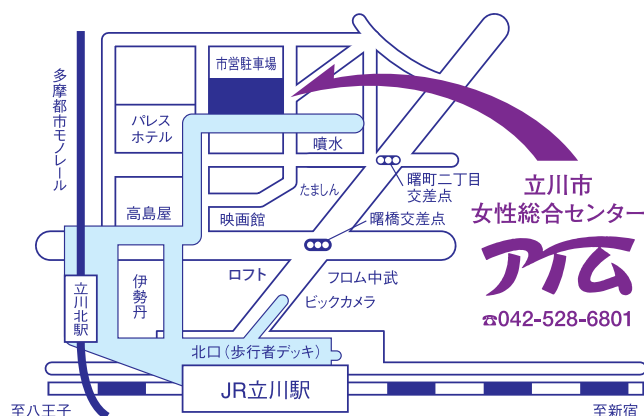 市営駐車場
多摩都市モノレール
パレス
ホテル
噴水
たましん
曙町二丁目
交差点
立川市
女性総合センター
アイム
☎042-528-6801
高島屋
映画館
曙橋交差点
ロフト
フロム中武
ビックカメラ
伊勢丹
立川北駅
北口（歩行者デッキ）
JR立川駅
至八王子
至新宿